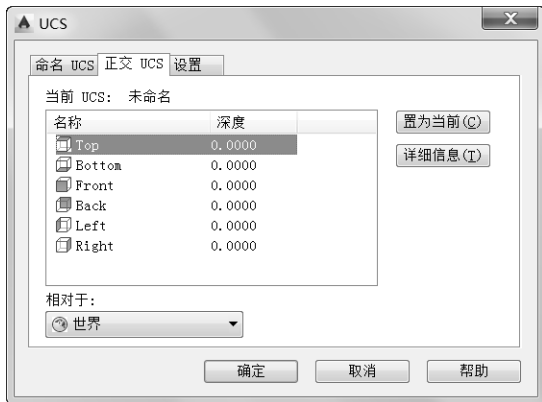 UCS
命名 UCS 正交 UCS 设置
当前 UCS: 未命名
名称 深度
Top 0.0000
Bottom 0.0000
Front 0.0000
Back 0.0000
Left 0.0000
Right 0.0000
置为当前(C)
详细信息(T)
相对于:
世界
确定 取消 帮助